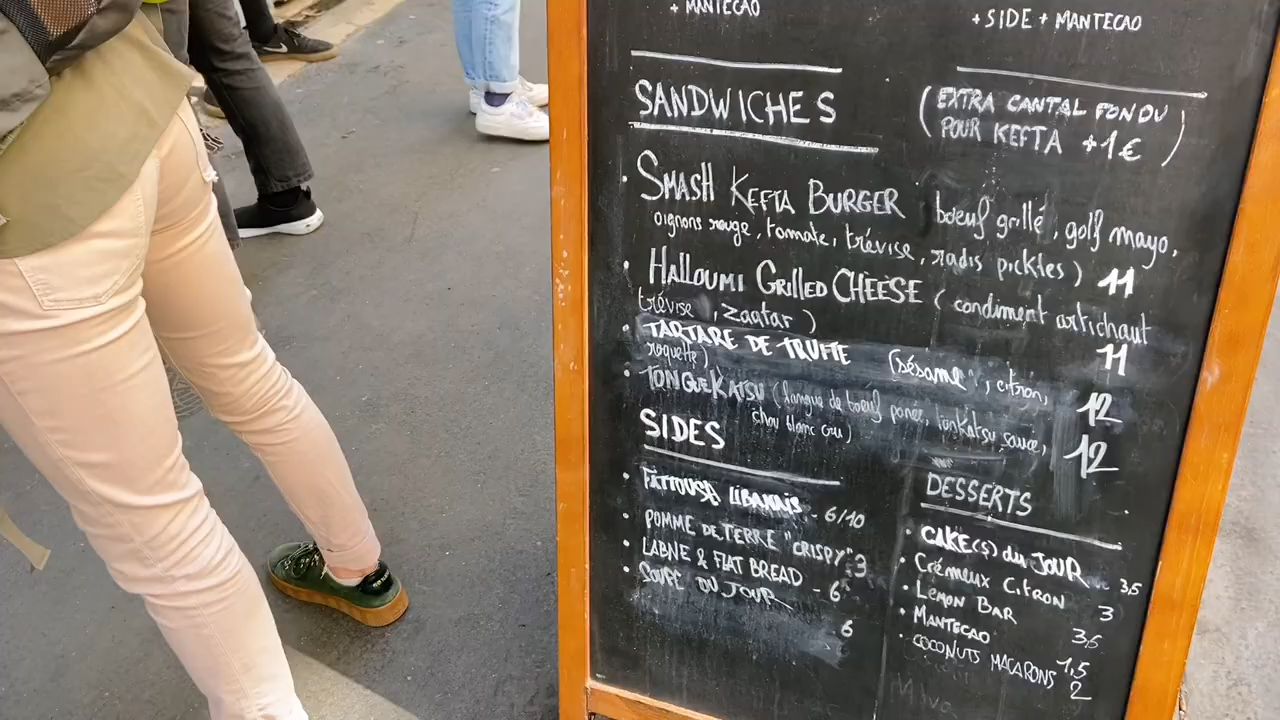 + MANTECAO
+ SIDE + MANTECAO
SANDWICHES
(EXTRA CANTAL FONDU
POUR KEFTA +1€)
• SMASH KEFTA BURGER boeuf grillé, golf mayo,
oignons rouge, tomate, trévise, radis pickles) 11
• HALLOUMI GRILLED CHEESE (condiment artichaut
trévise, zaatar) 11
• TARTARE DE TRUITE (sésame, citron,
roquette) 12
• TONGUE KATSU (langue de boeuf panée, tonkatsu sauce,
chou blanc cru) 12
SIDES
• FATTOUSH LIBANAIS - 6/10
• POMME DE TERRE "CRISPY" 3
• LABNE & FLAT BREAD - 6
• SOUPE DU JOUR 6
DESSERTS
• CAKE(S) du JOUR 3,5
• Crémeux Citron 3
• Lemon Bar 3,5
• MANTECAO 1,5
• COCONUTS MACARONS 2